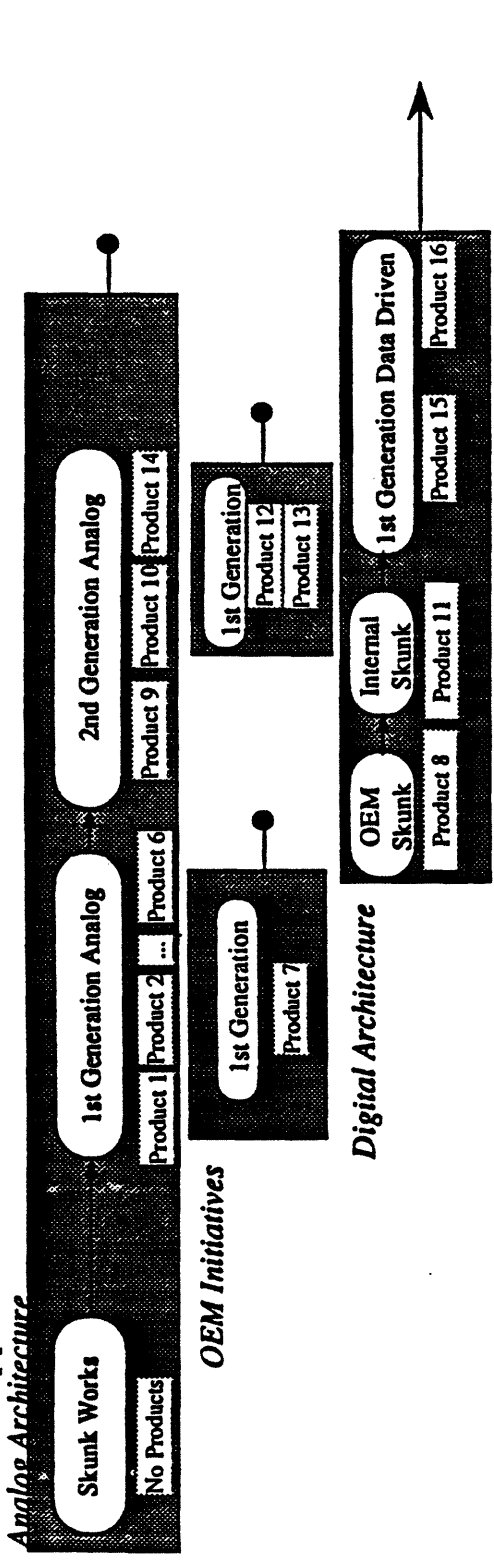 Analog Architecture
Skunk Works
No Products
1st Generation Analog
Product 1
Product 2
...
Product 6
2nd Generation Analog
Product 9
Product 10
Product 14
OEM Initiatives
1st Generation
Product 7
1st Generation
Product 12
Product 13
Digital Architecture
OEM
Skunk
Product 8
Internal
Skunk
Product 11
1st Generation Data Driven
Product 15
Product 16